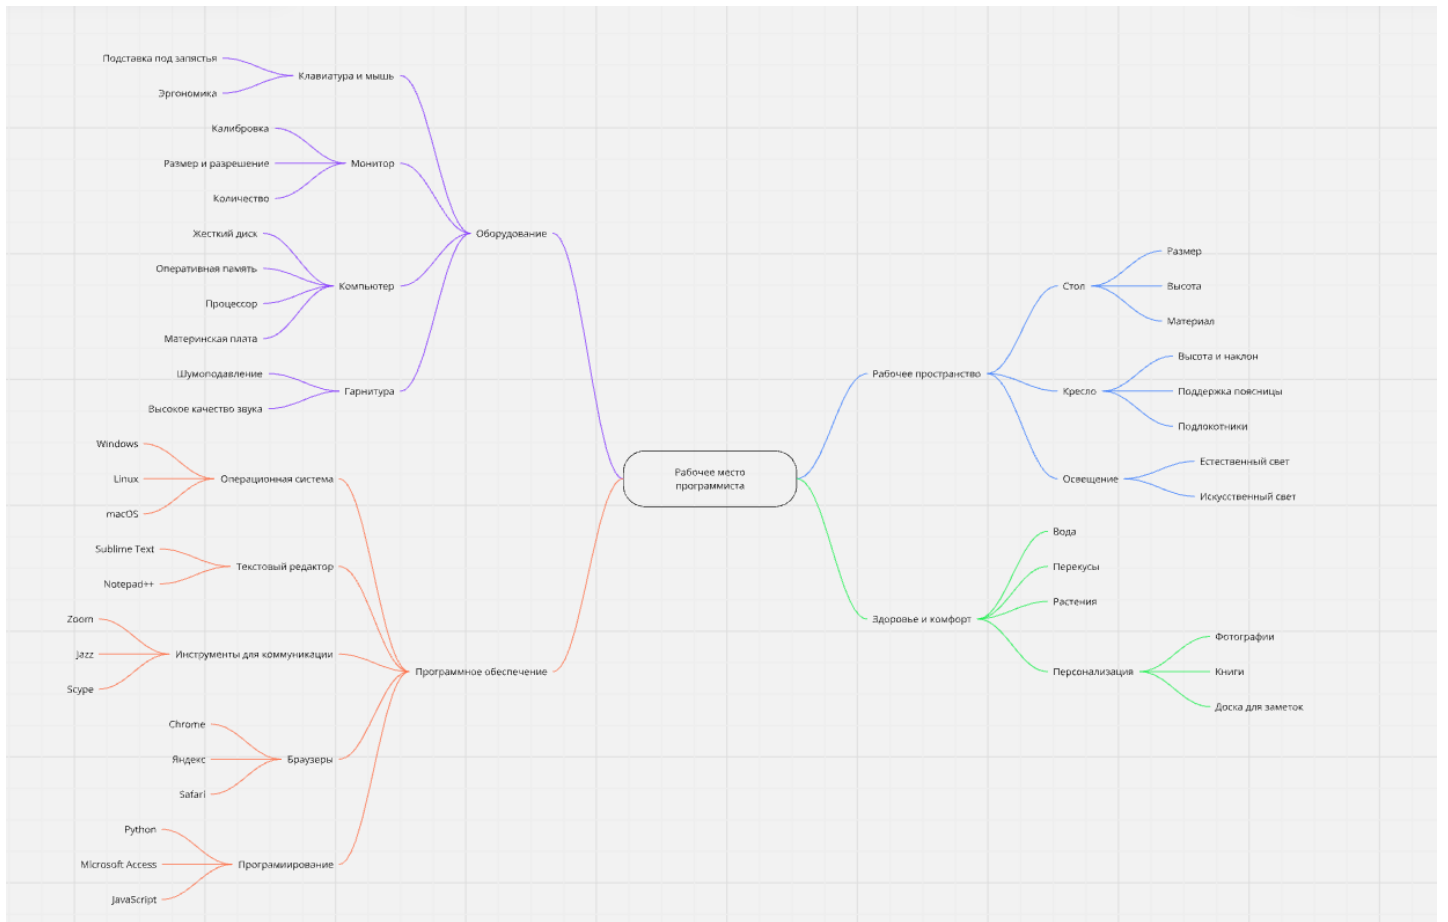 Подставка под запястья
Эргономика
Клавиатура и мышь
Калибровка
Размер и разрешение
Количество
Монитор
Жесткий диск
Оперативная память
Процессор
Материнская плата
Компьютер
Шумоподавление
Высокое качество звука
Гарнитура
Оборудование
Windows
Linux
macOS
Операционная система
Sublime Text
Notepad++
Текстовый редактор
Zoom
Jazz
Scype
Инструменты для коммуникации
Chrome
Яндекс
Safari
Браузеры
Python
Microsoft Access
JavaScript
Программирование
Программное обеспечение
Рабочее место
программиста
Рабочее пространство
Стол
Размер
Высота
Материал
Кресло
Высота и наклон
Поддержка поясницы
Подлокотники
Освещение
Естественный свет
Искусственный свет
Здоровье и комфорт
Вода
Перекусы
Растения
Персонализация
Фотографии
Книги
Доска для заметок